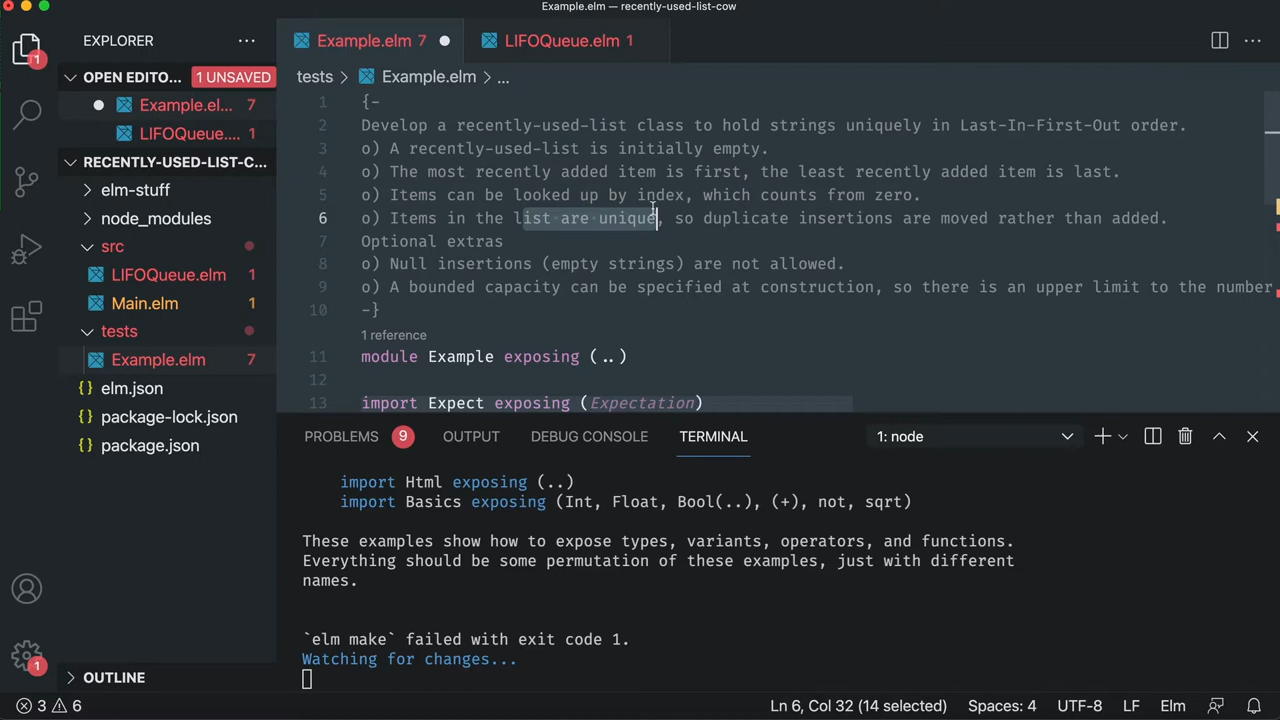 Example.elm — recently-used-list-cow
EXPLORER
OPEN EDITO...
1 UNSAVED
Example.el... 7
LIFOQueue.... 1
RECENTLY-USED-LIST-C...
elm-stuff
node_modules
src
LIFOQueue.elm 1
Main.elm 1
tests
Example.elm 7
elm.json
package-lock.json
package.json
OUTLINE
1
1
Example.elm 7
LIFOQueue.elm 1
tests > Example.elm > ...
1 {-
2 Develop a recently-used-list class to hold strings uniquely in Last-In-First-Out order.
3 o) A recently-used-list is initially empty.
4 o) The most recently added item is first, the least recently added item is last.
5 o) Items can be looked up by index, which counts from zero.
6 o) Items in the list are unique, so duplicate insertions are moved rather than added.
7 Optional extras
8 o) Null insertions (empty strings) are not allowed.
9 o) A bounded capacity can be specified at construction, so there is an upper limit to the number
10 -}
1 reference
11 module Example exposing (..)
12
13 import Expect exposing (Expectation)
PROBLEMS 9 OUTPUT DEBUG CONSOLE TERMINAL 1: node
import Html exposing (..)
import Basics exposing (Int, Float, Bool(..), (+), not, sqrt)
These examples show how to expose types, variants, operators, and functions.
Everything should be some permutation of these examples, just with different
names.
`elm make` failed with exit code 1.
Watching for changes...
3 6 Ln 6, Col 32 (14 selected) Spaces: 4 UTF-8 LF Elm